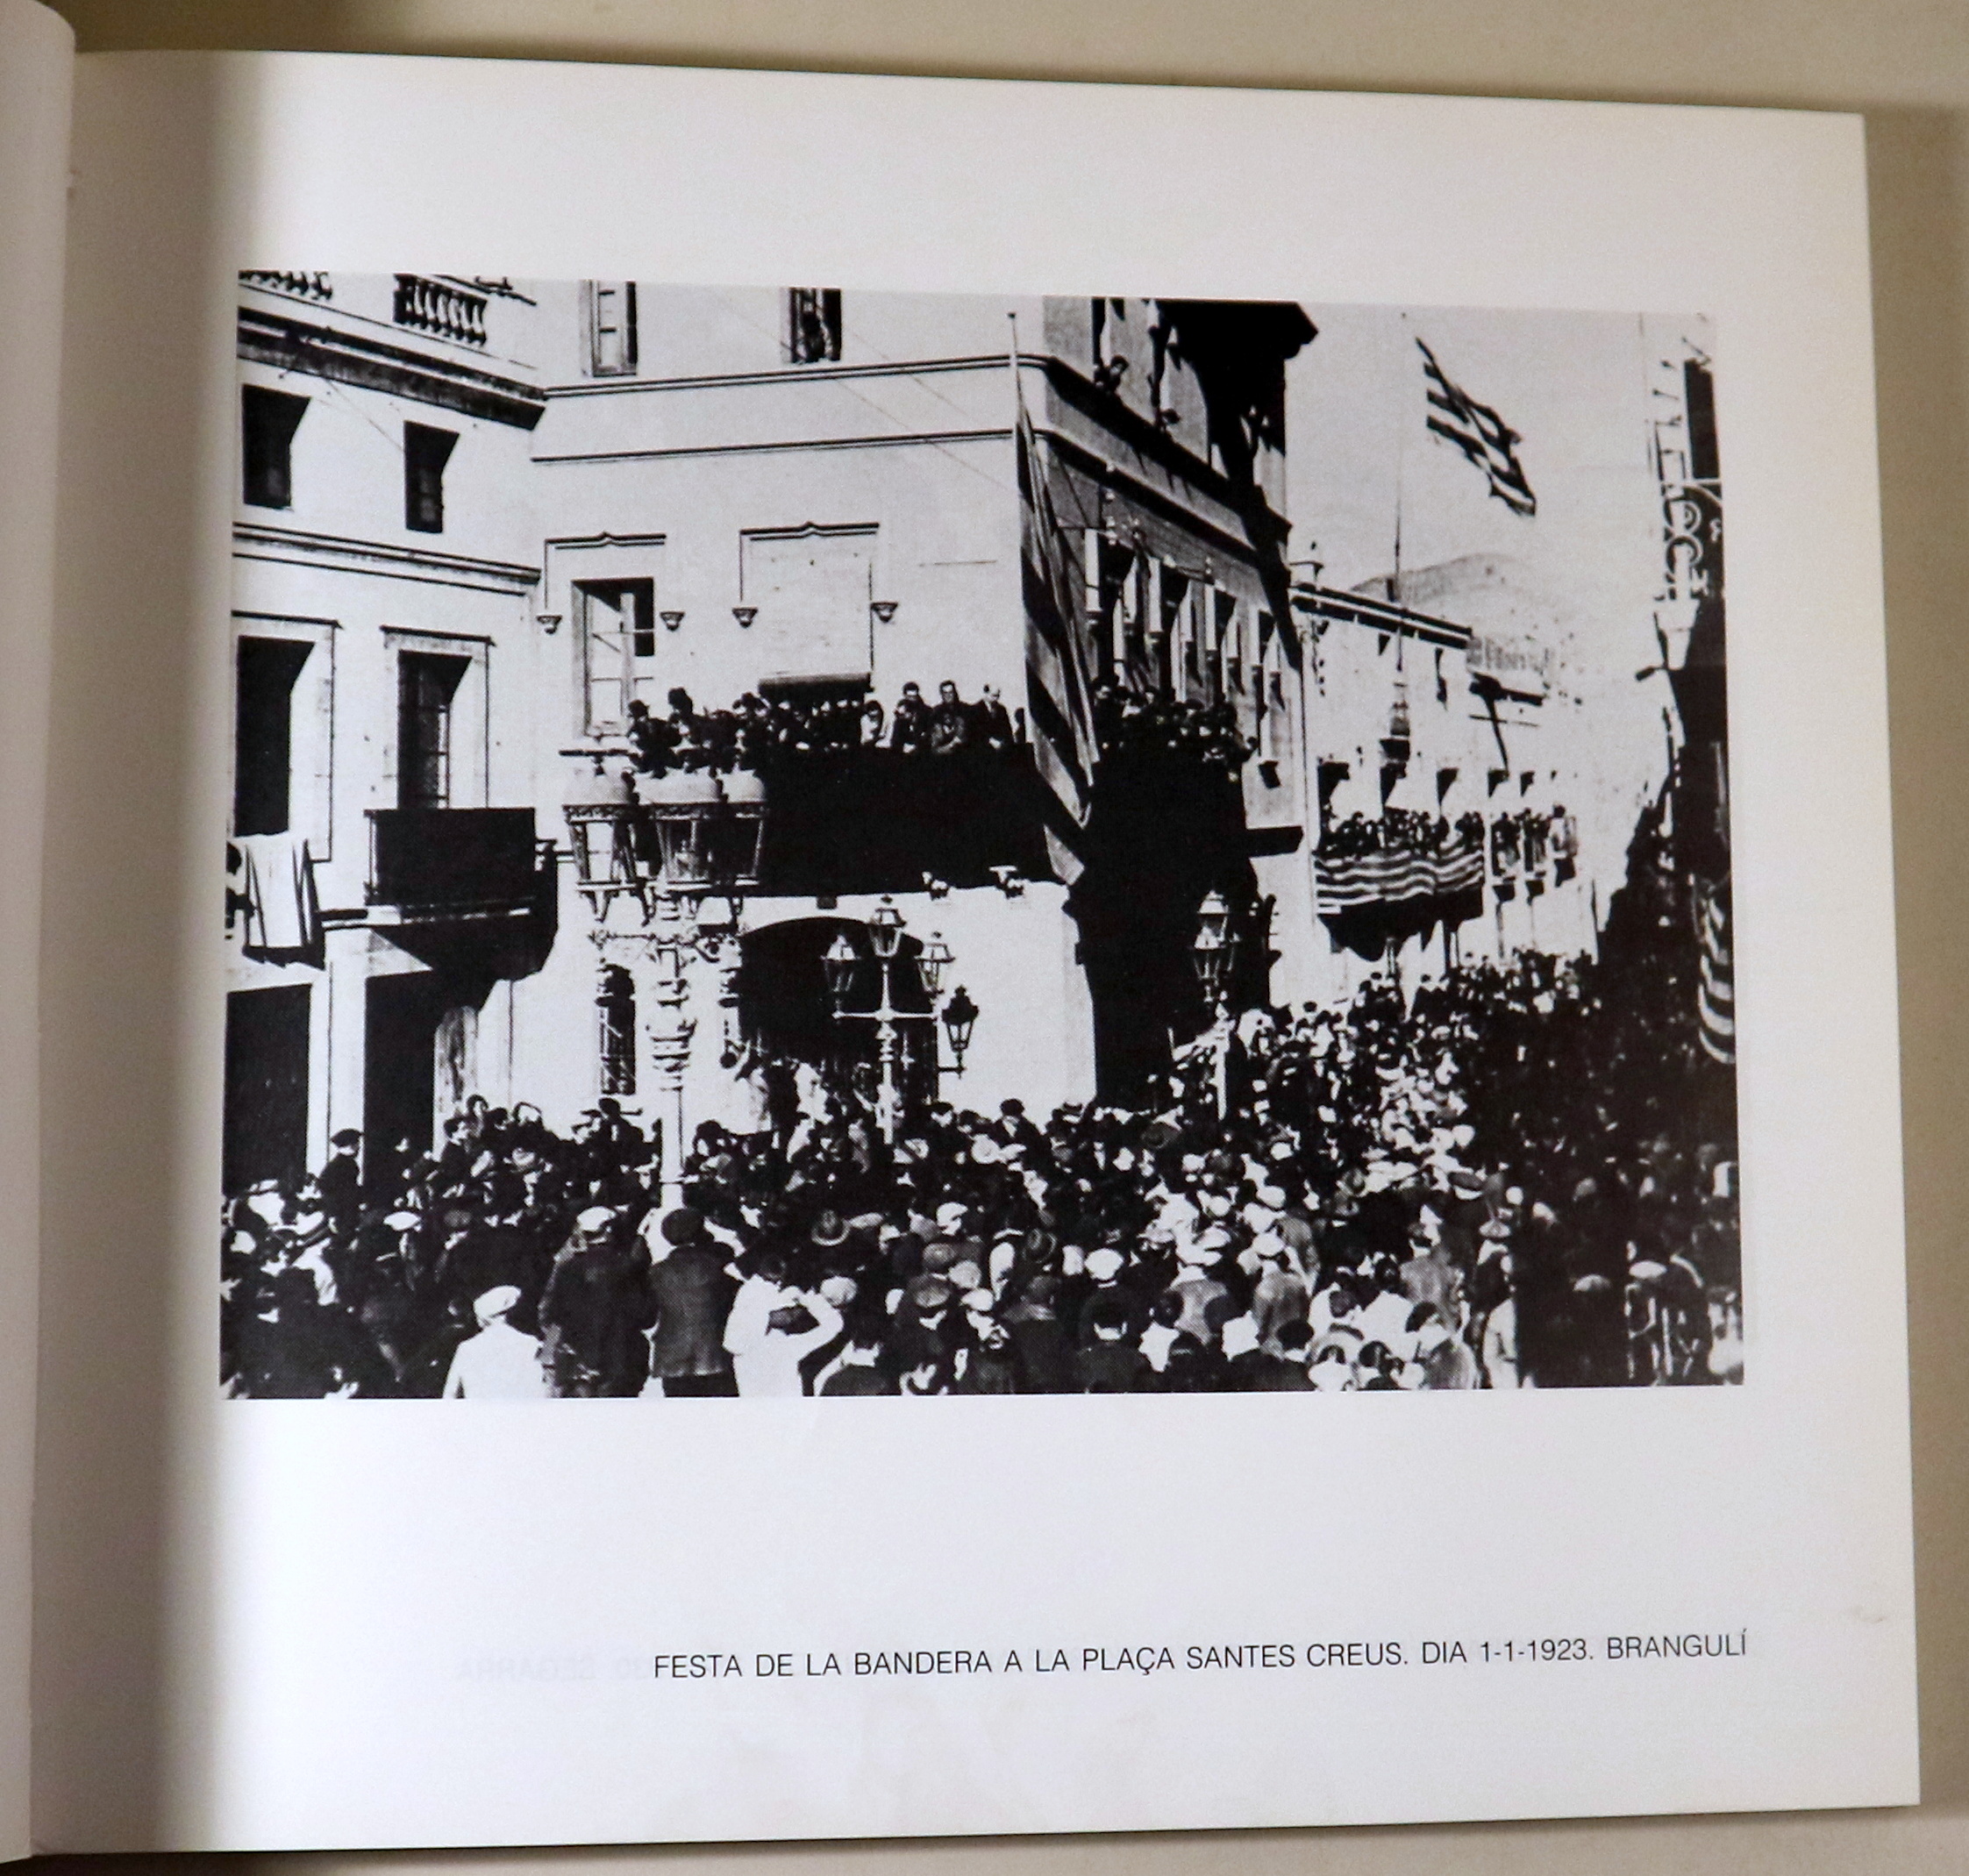 FESTA DE LA BANDERA A LA PLAÇA SANTES CREUS. DIA 1-1-1923. BRANGULÍ